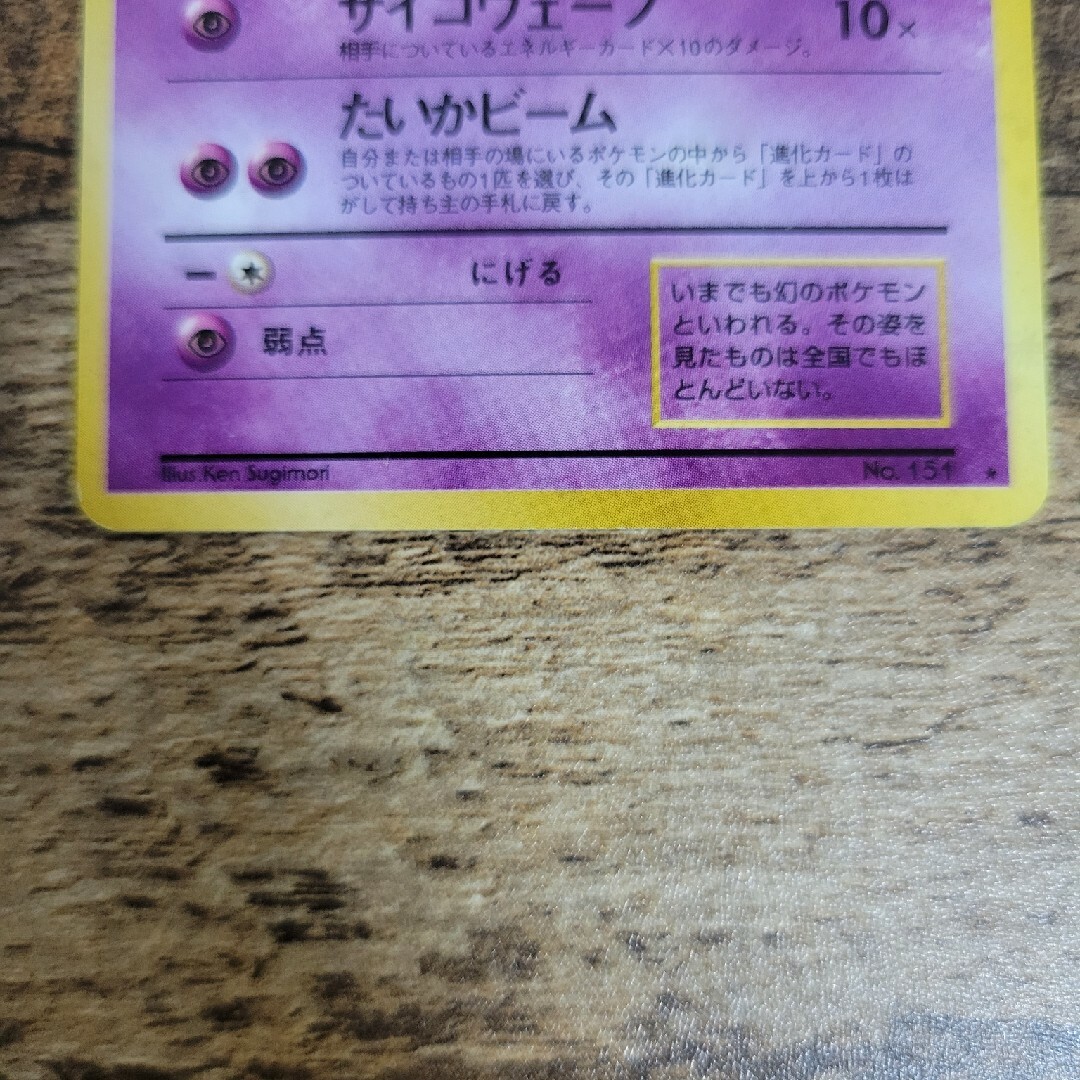 サイコウェーブ 10×
相手についているエネルギーカード×10のダメージ。
たいかビーム
自分または相手の場にいるポケモンの中から「進化カード」の
ついているもの1匹を選び、その「進化カード」を上から1枚は
がして持ち主の手札に戻す。
ー にげる
弱点
いまでも幻のポケモン
といわれる。その姿を
見たものは全国でもほ
とんどいない。
Illus.Ken Sugimori No. 151